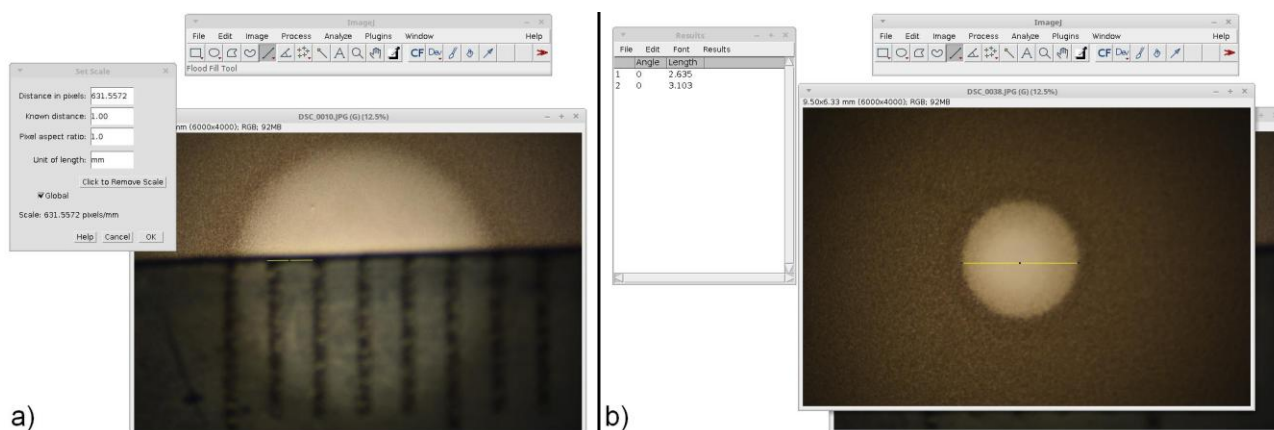 ImageJ
File Edit Image Process Analyze Plugins Window Help
A CF Dev
Flood Fill Tool
Set Scale
Distance in pixels: 631.5572
Known distance: 1.00
Pixel aspect ratio: 1.0
Unit of length: mm
Click to Remove Scale
Global
Scale: 631.5572 pixels/mm
Help Cancel OK
DSC_0010.JPG (G) (12.5%)
mm (6000x4000); RGB; 92MB
a)
Results
File Edit Font Results
Angle Length
1 0 2.635
2 0 3.103
ImageJ
File Edit Image Process Analyze Plugins Window Help
A CF Dev
DSC_0038.JPG (G) (12.5%)
9.50x6.33 mm (6000x4000); RGB; 92MB
b)